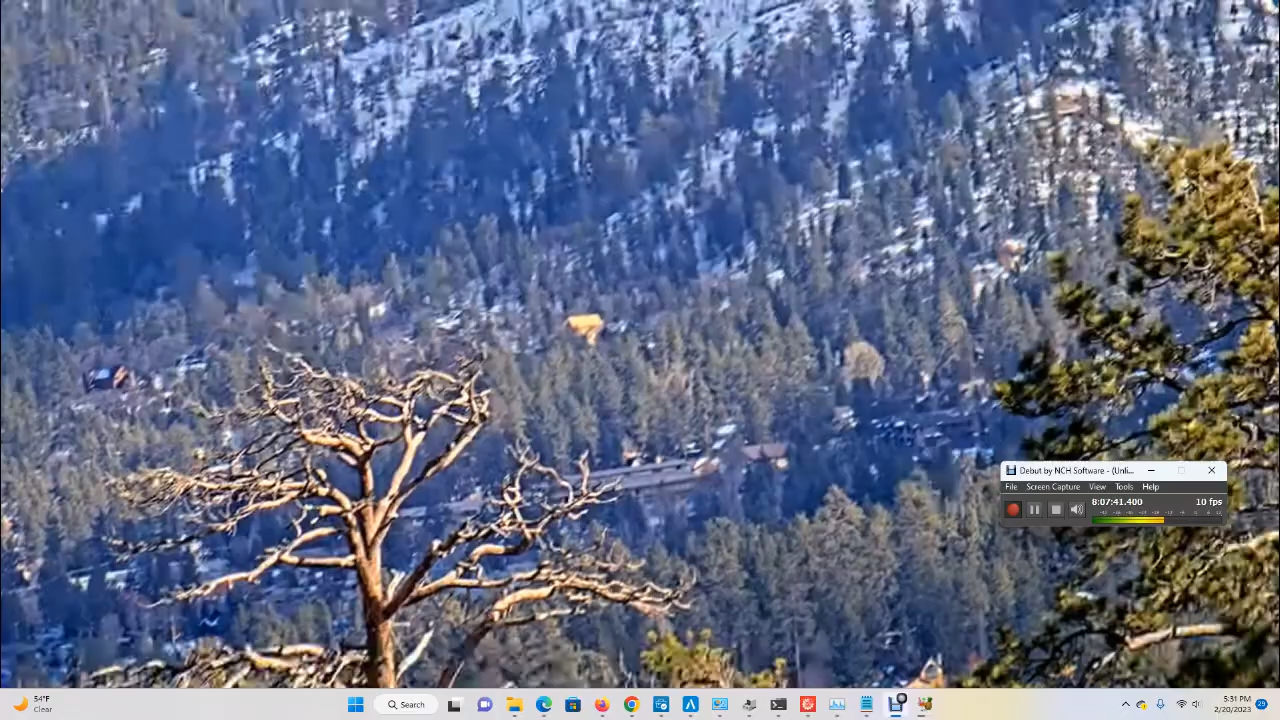 Debut by NCH Software - (Unli...
File Screen Capture View Tools Help
8:07:41.400 10 fps
54°F
Clear
Search
5:31 PM
2/20/2023
29